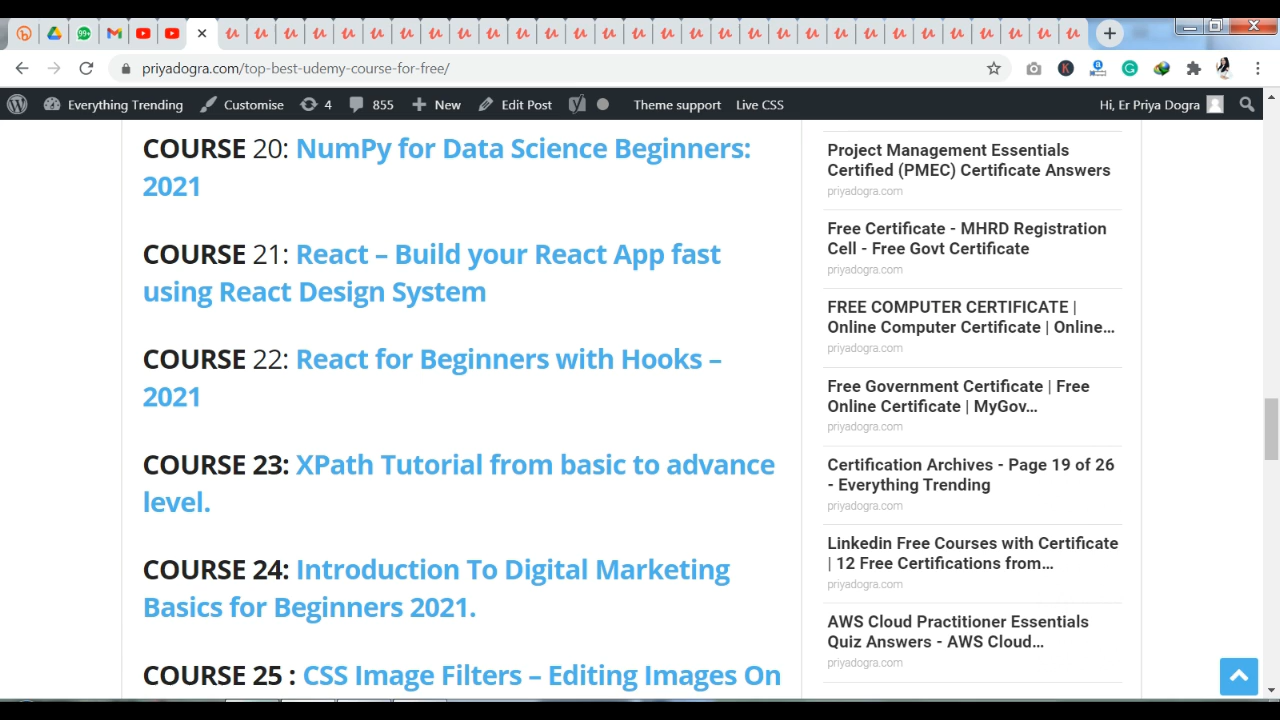 99+
priyadogra.com/top-best-udemy-course-for-free/
Everything Trending
Customise
4
855
New
Edit Post
Theme support
Live CSS
Hi, Er Priya Dogra
COURSE 20: NumPy for Data Science Beginners:
2021
COURSE 21: React – Build your React App fast
using React Design System
COURSE 22: React for Beginners with Hooks –
2021
COURSE 23: XPath Tutorial from basic to advance
level.
COURSE 24: Introduction To Digital Marketing
Basics for Beginners 2021.
COURSE 25 : CSS Image Filters – Editing Images On
Project Management Essentials
Certified (PMEC) Certificate Answers
priyadogra.com
Free Certificate - MHRD Registration
Cell - Free Govt Certificate
priyadogra.com
FREE COMPUTER CERTIFICATE |
Online Computer Certificate | Online...
priyadogra.com
Free Government Certificate | Free
Online Certificate | MyGov...
priyadogra.com
Certification Archives - Page 19 of 26
- Everything Trending
priyadogra.com
Linkedin Free Courses with Certificate
| 12 Free Certifications from...
priyadogra.com
AWS Cloud Practitioner Essentials
Quiz Answers - AWS Cloud...
priyadogra.com